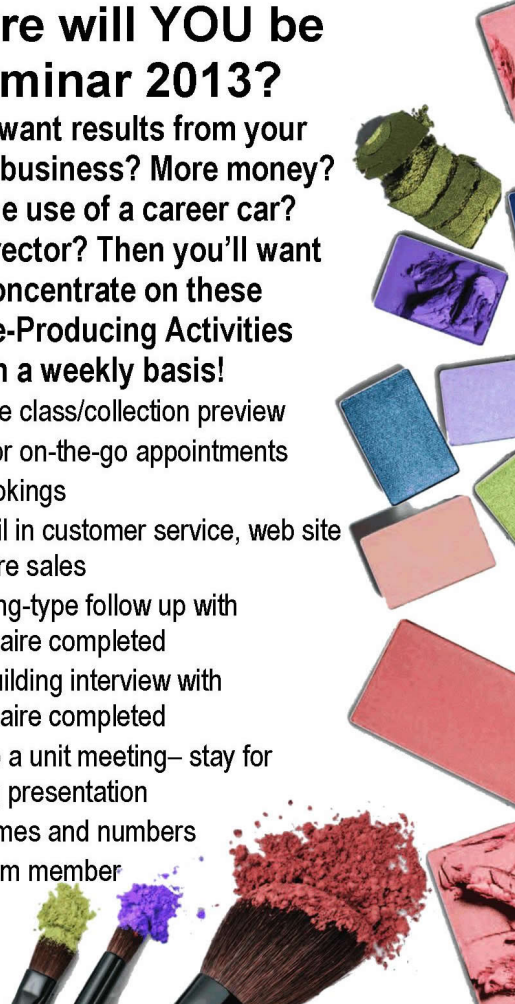 re will YOU be
minar 2013?
want results from your
business? More money?
e use of a career car?
ector? Then you’ll want
oncentrate on these
e-Producing Activities
n a weekly basis!
e class/collection preview
or on-the-go appointments
okings
il in customer service, web site
re sales
ng-type follow up with
aire completed
uilding interview with
aire completed
a unit meeting– stay for
presentation
mes and numbers
m member